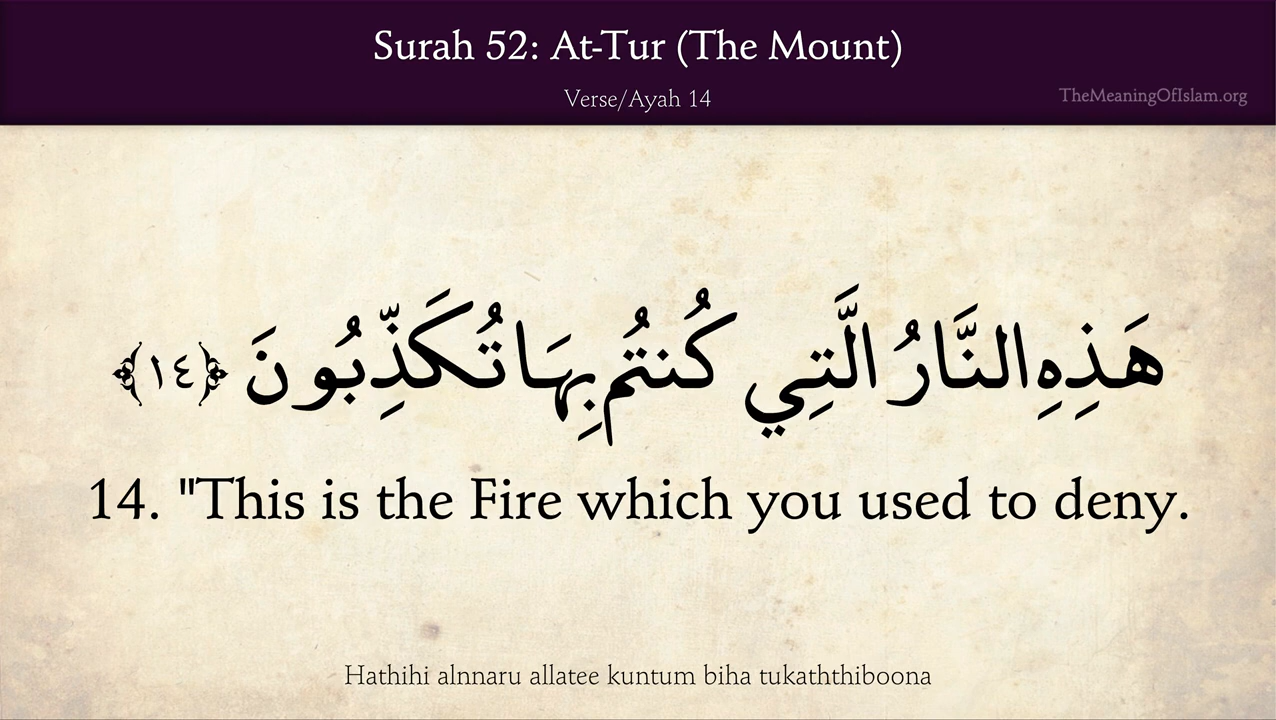 Surah 52: At-Tur (The Mount)
Verse/Ayah 14
TheMeaningOfIslam.org
هَذِهِ النَّارُ الَّتِي كُنتُم بِهَا تُكَذِّبُونَ ﴿١٤﴾
14. "This is the Fire which you used to deny.
Hathihi alnnaru allatee kuntum biha tukaththiboona